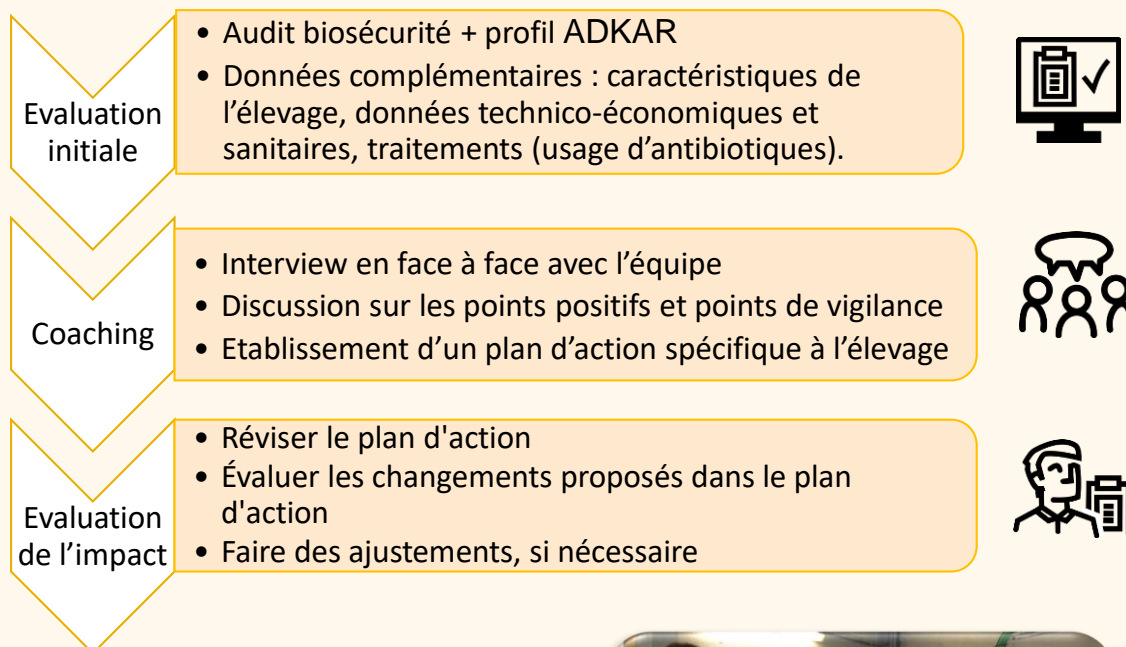 Evaluation
initiale
• Audit biosécurité + profil ADKAR
• Données complémentaires : caractéristiques de
l’élevage, données technico-économiques et
sanitaires, traitements (usage d’antibiotiques).
Coaching
• Interview en face à face avec l’équipe
• Discussion sur les points positifs et points de vigilance
• Etablissement d’un plan d’action spécifique à l’élevage
Evaluation
de l’impact
• Réviser le plan d'action
• Évaluer les changements proposés dans le plan
d'action
• Faire des ajustements, si nécessaire